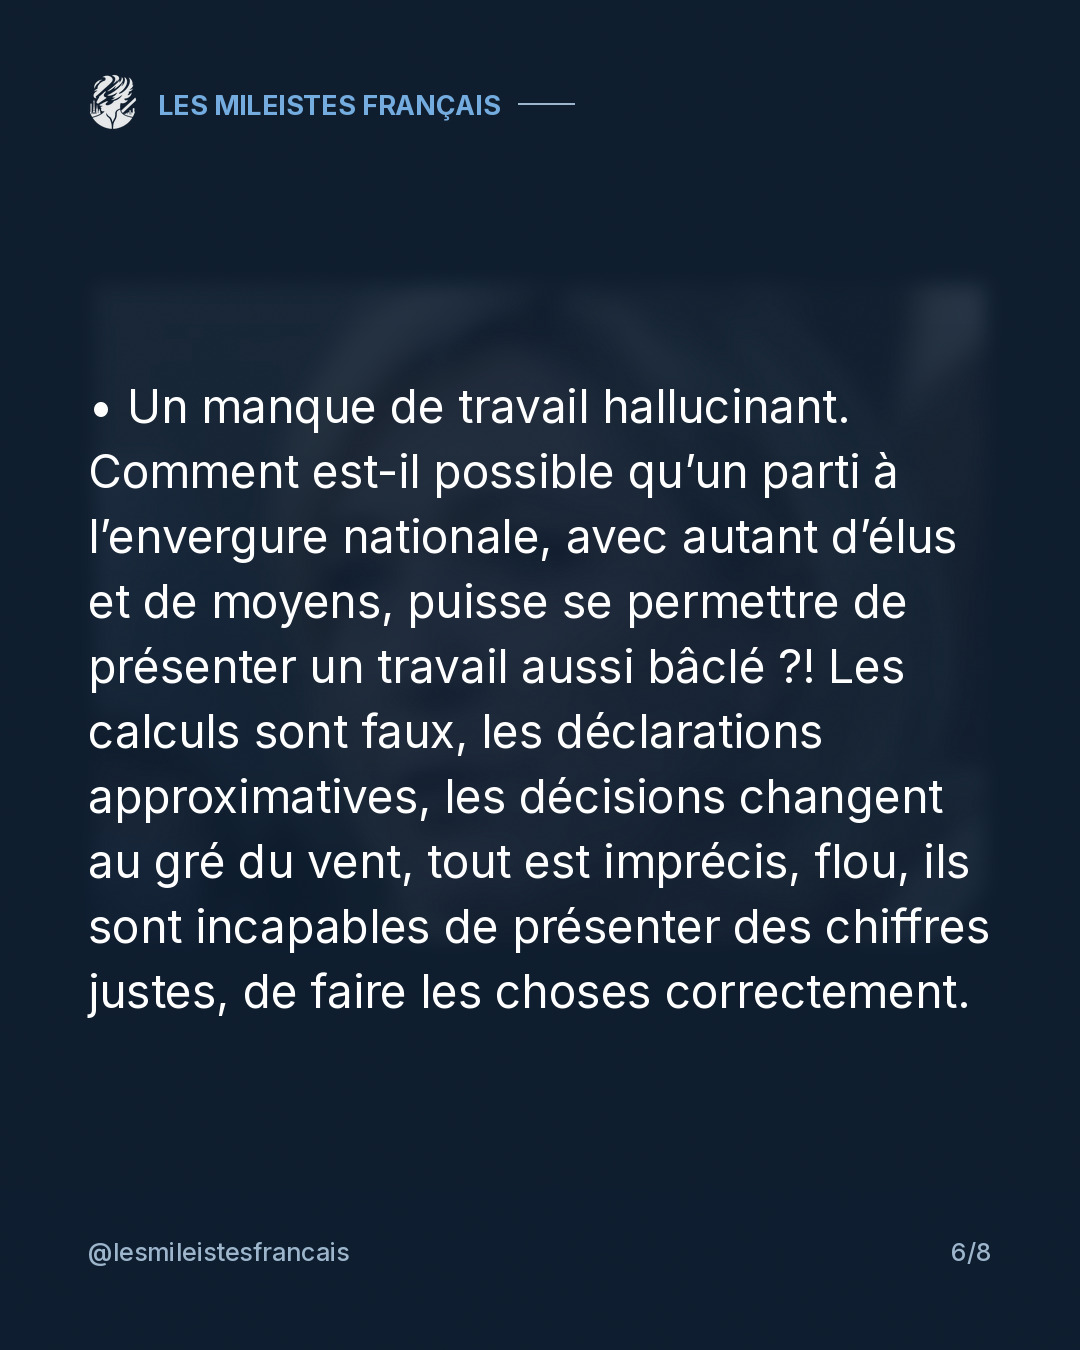 LES MILEISTES FRANÇAIS
• Un manque de travail hallucinant.
Comment est-il possible qu’un parti à
l’envergure nationale, avec autant d’élus
et de moyens, puisse se permettre de
présenter un travail aussi bâclé ?! Les
calculs sont faux, les déclarations
approximatives, les décisions changent
au gré du vent, tout est imprécis, flou, ils
sont incapables de présenter des chiffres
justes, de faire les choses correctement.
@lesmileistesfrancais
6/8